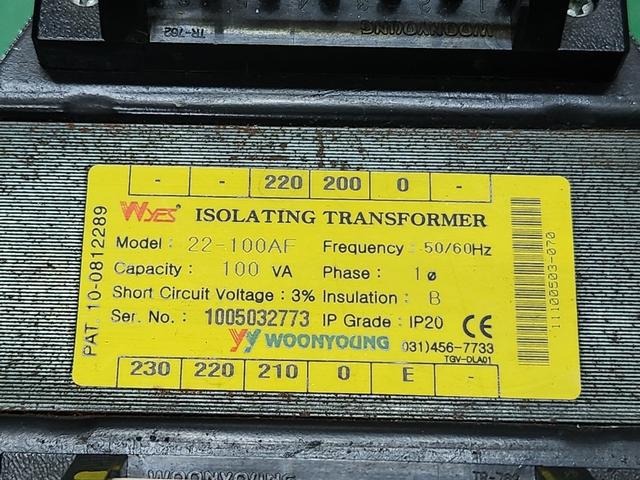 WOONYOUNG
TR-762
- - 220 200 0 -
WYES® ISOLATING TRANSFORMER
Model : 22-100AF Frequency : 50/60Hz
Capacity : 100 VA Phase : 1ø
Short Circuit Voltage : 3% Insulation : B
Ser. No. : 1005032773 IP Grade : IP20 CE
WOONYOUNG 031)456-7733
TGV-OLA01
230 220 210 0 E -
PAT. 10-0812289
11100503-070
WOONYOUNG